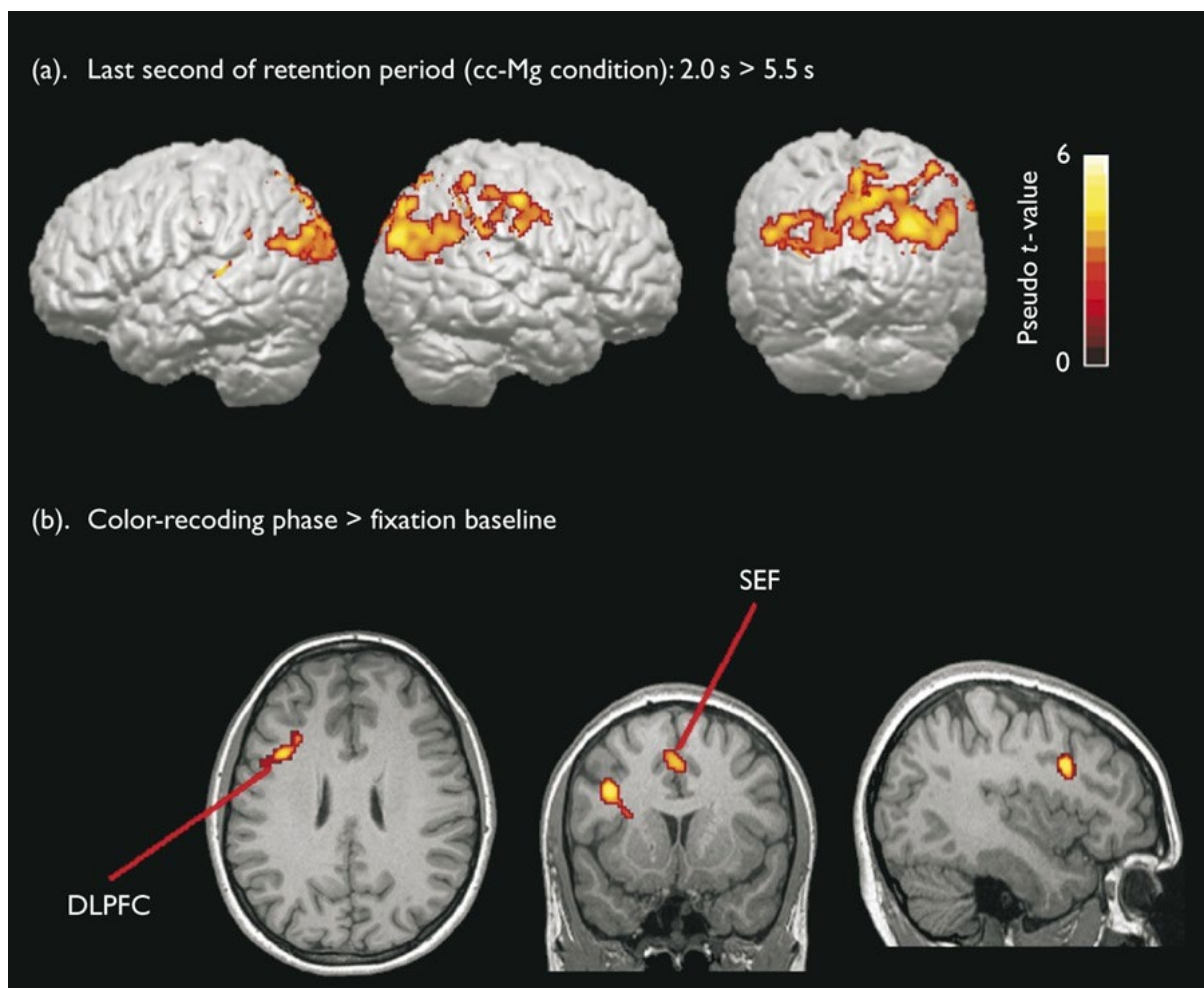 (a). Last second of retention period (cc-Mg condition): 2.0 s > 5.5 s
6
Pseudo t-value
0
(b). Color-recoding phase > fixation baseline
SEF
DLPFC